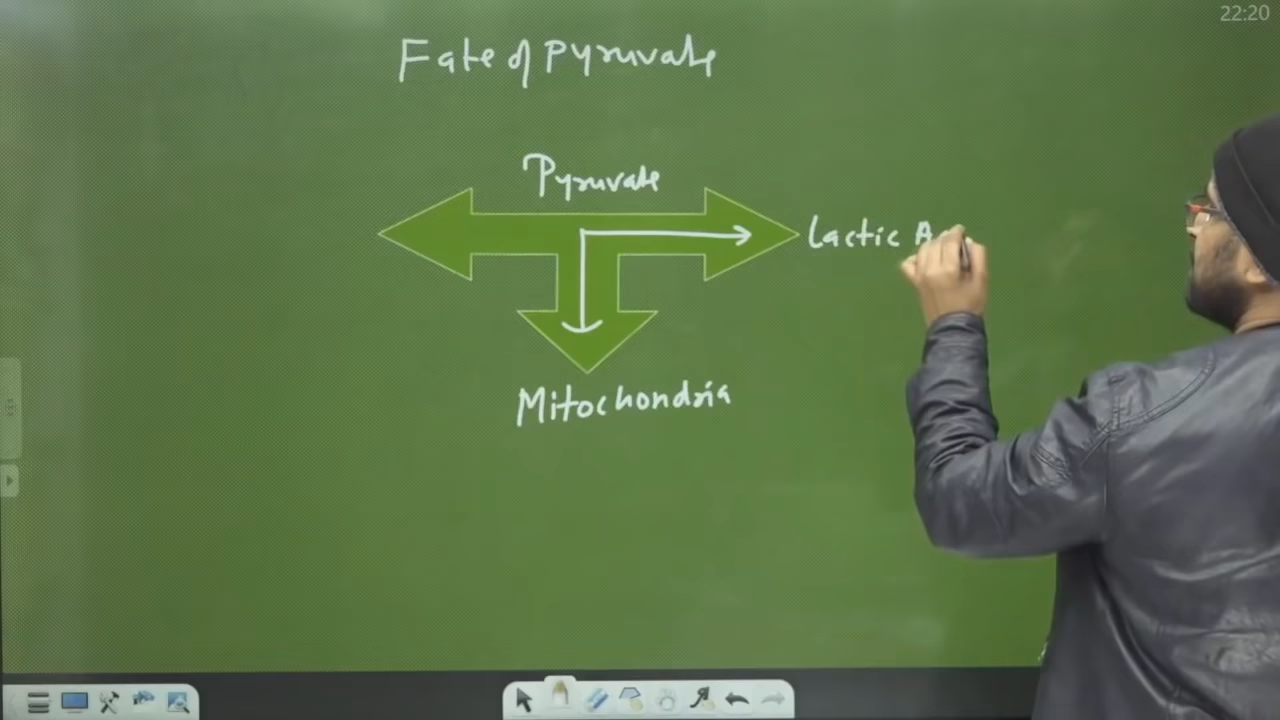 22:20
Fate of Pyruvate
Pyruvate
Lactic A
Mitochondria